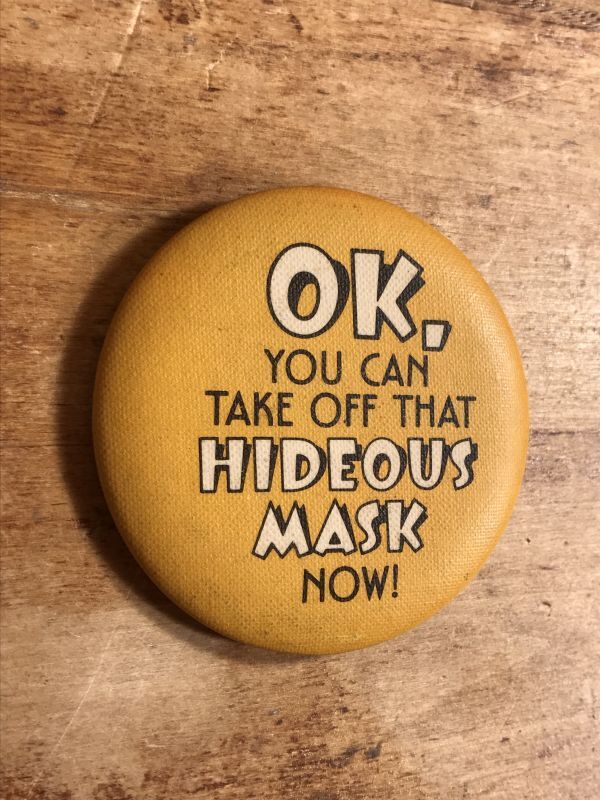 OK,
YOU CAN
TAKE OFF THAT
HIDEOUS
MASK
NOW!